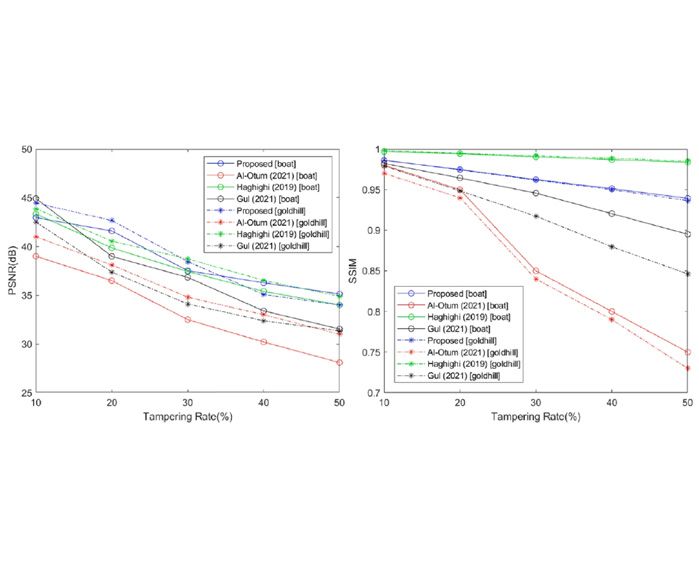 50
45
40
35
30
25
PSNR(dB)
10
20
30
40
50
Tampering Rate(%)
Proposed [boat]
Al-Otum (2021) [boat]
Haghighi (2019) [boat]
Gul (2021) [boat]
Proposed [goldhill]
Al-Otum (2021) [goldhill]
Haghighi (2019) [goldhill]
Gul (2021) [goldhill]
1
0.95
0.9
0.85
0.8
0.75
0.7
SSIM
10
20
30
40
50
Tampering Rate(%)
Proposed [boat]
Al-Otum (2021) [boat]
Haghighi (2019) [boat]
Gul (2021) [boat]
Proposed [goldhill]
Al-Otum (2021) [goldhill]
Haghighi (2019) [goldhill]
Gul (2021) [goldhill]